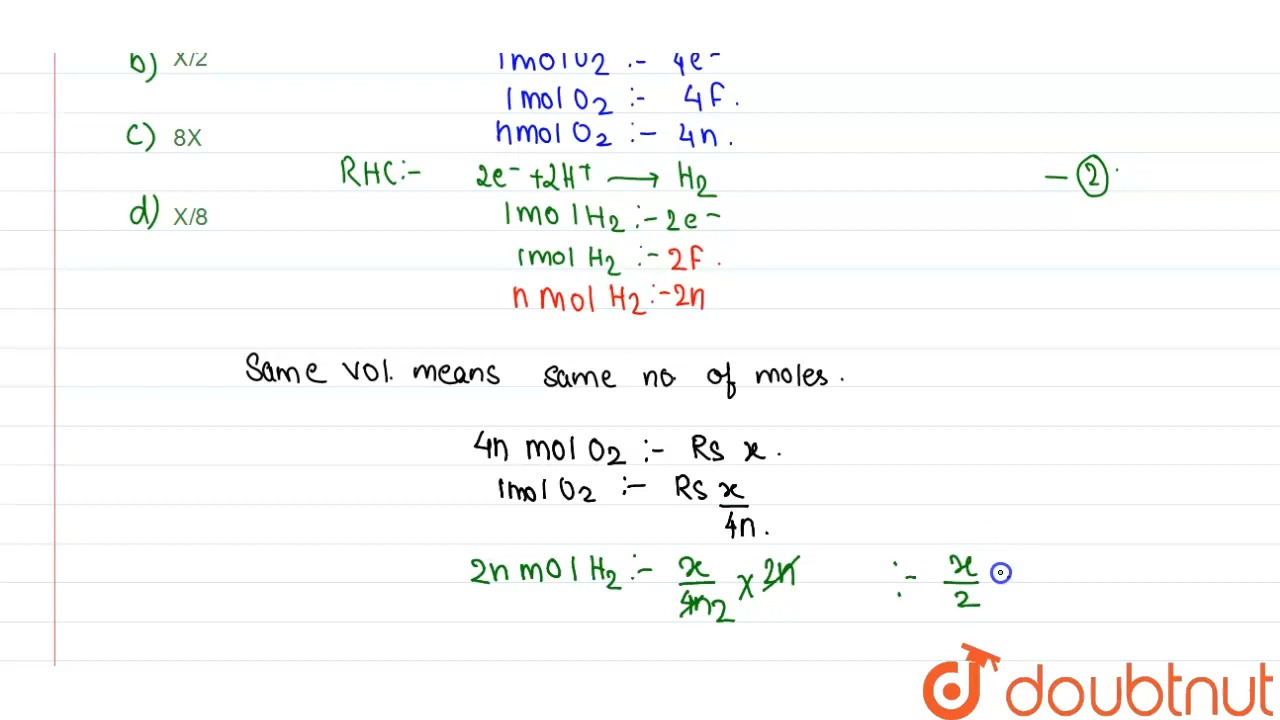 b) X/2
1molO2 :- 4e-
1mol O2 :- 4f.
c) 8X
nmol O2 :- 4n.
RHC:- 2e- +2H+ ⟶ H2 - ②.
d) X/8
1mol H2 :- 2e-
1mol H2 :- 2f.
n mol H2 :- 2n
Same vol. means same no of moles.
4n mol O2 :- Rs x.
1mol O2 :- Rs x/4n.
2n mol H2 :- x/4n2 × 2n :- x/2
doubtnut